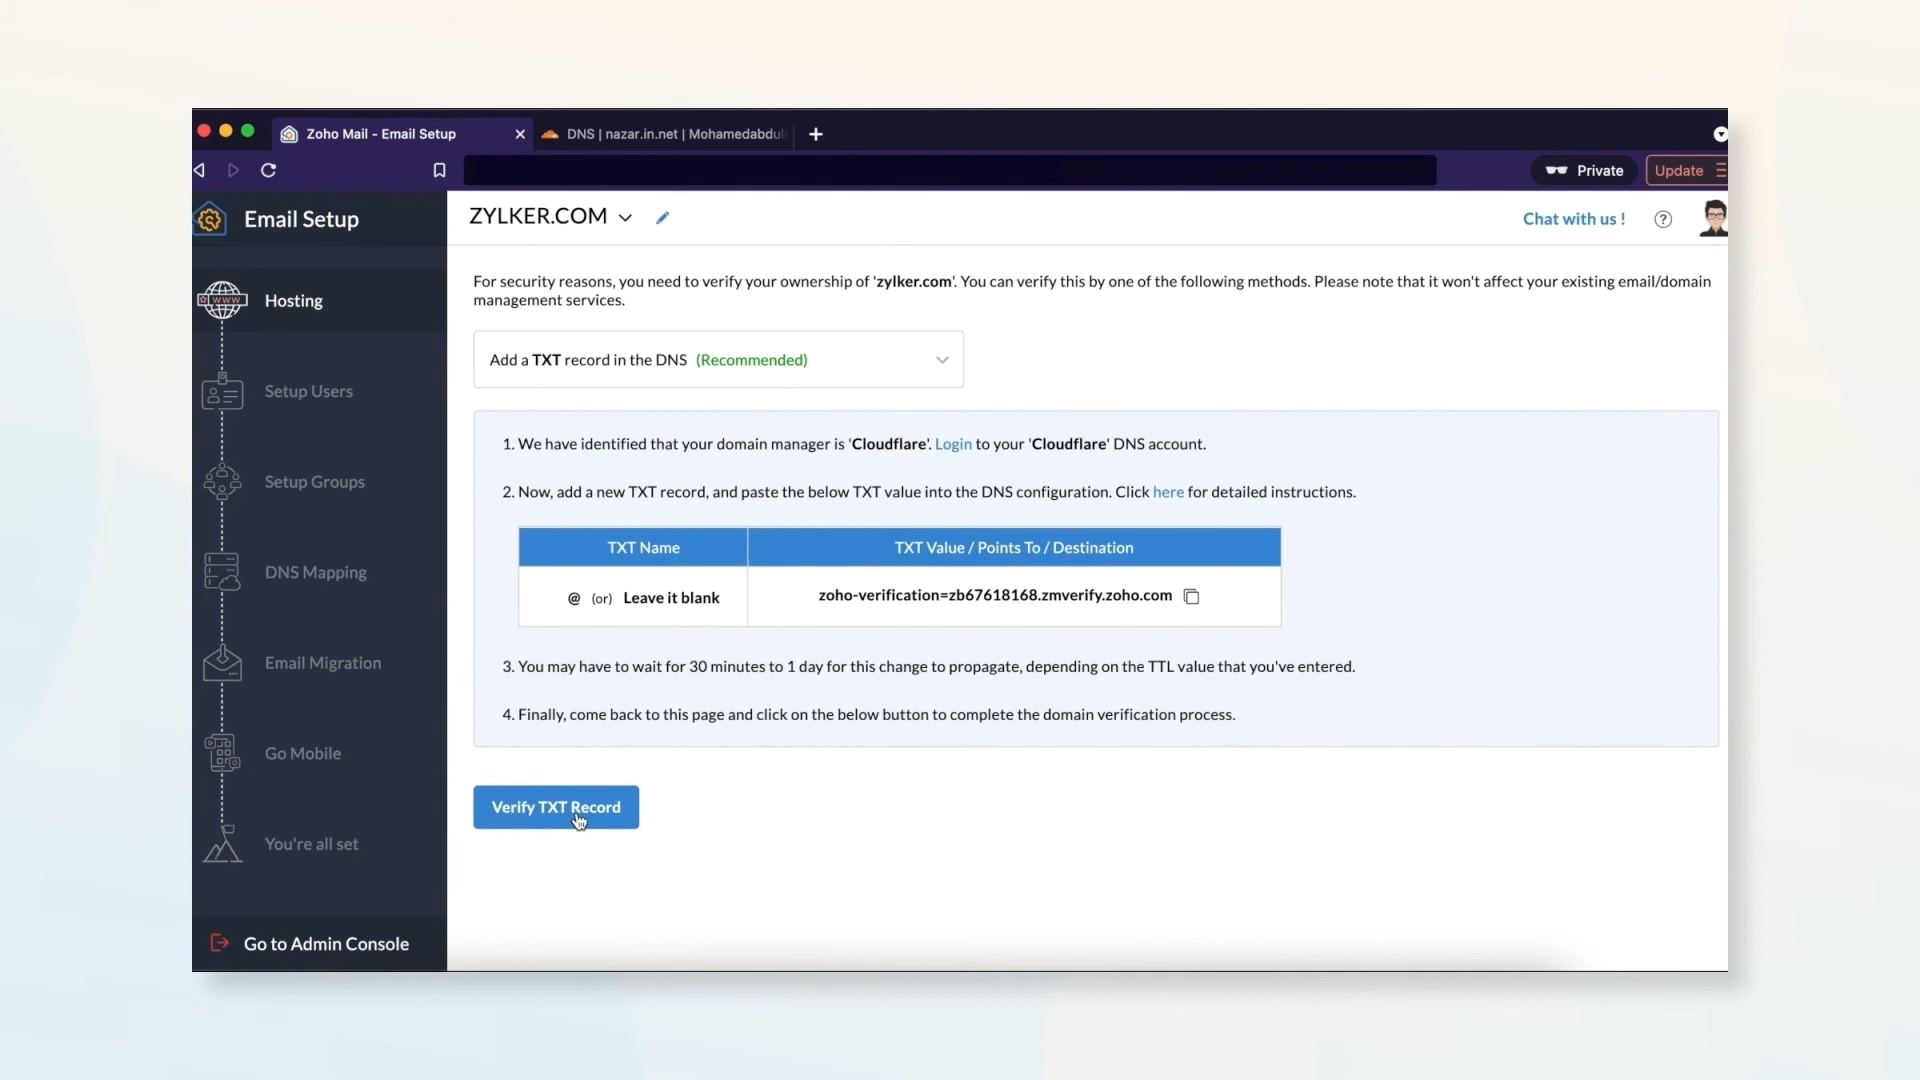 Zoho Mail - Email Setup
DNS | nazar.in.net | Mohamedabdul
Private
Update
Email Setup
ZYLKER.COM
Chat with us !
?
For security reasons, you need to verify your ownership of 'zylker.com'. You can verify this by one of the following methods. Please note that it won't affect your existing email/domain
management services.
WWW
Hosting
Add a TXT record in the DNS (Recommended)
Setup Users
1. We have identified that your domain manager is 'Cloudflare'. Login to your 'Cloudflare' DNS account.
Setup Groups
2. Now, add a new TXT record, and paste the below TXT value into the DNS configuration. Click here for detailed instructions.
TXT Name
TXT Value / Points To / Destination
DNS Mapping
@ (or) Leave it blank
zoho-verification=zb67618168.zmverify.zoho.com
Email Migration
3. You may have to wait for 30 minutes to 1 day for this change to propagate, depending on the TTL value that you've entered.
4. Finally, come back to this page and click on the below button to complete the domain verification process.
Go Mobile
Verify TXT Record
You're all set
Go to Admin Console